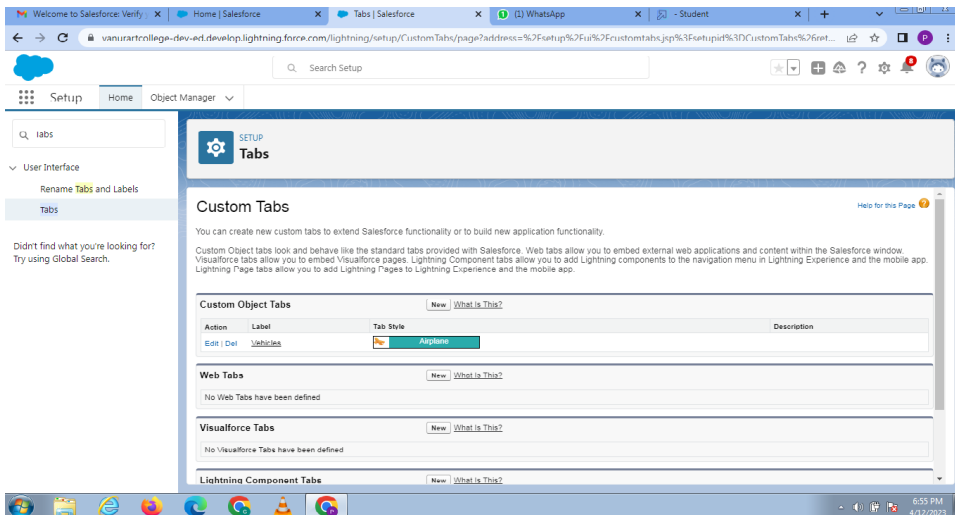 Welcome to Salesforce: Verify
Home | Salesforce
Tabs | Salesforce
(1) WhatsApp
- Student
vanurartcollege-dev-ed.develop.lightning.force.com/lightning/setup/CustomTabs/page?address=%2Fsetup%2Fui%2Fcustomtabs.jsp%3Fsetupid%3DCustomTabs%26ret...
P
Search Setup
Setup
Home
Object Manager
Tabs
User Interface
Rename Tabs and Labels
Tabs
Didn't find what you're looking for?
Try using Global Search.
SETUP
Tabs
Custom Tabs
Help for this Page
You can create new custom tabs to extend Salesforce functionality or to build new application functionality.
Custom Object tabs look and behave like the standard tabs provided with Salesforce. Web tabs allow you to embed external web applications and content within the Salesforce window.
Visualforce tabs allow you to embed Visualforce pages. Lightning Component tabs allow you to add Lightning components to the navigation menu in Lightning Experience and the mobile app.
Lightning Page tabs allow you to add Lightning Pages to Lightning Experience and the mobile app.
Custom Object Tabs New What Is This?
Action Label Tab Style Description
Edit | Del Vehicles Airplane
Web Tabs New What Is This?
No Web Tabs have been defined
Visualforce Tabs New What Is This?
No Visualforce Tabs have been defined
Lightning Component Tabs New What Is This?
6:55 PM
4/12/2023